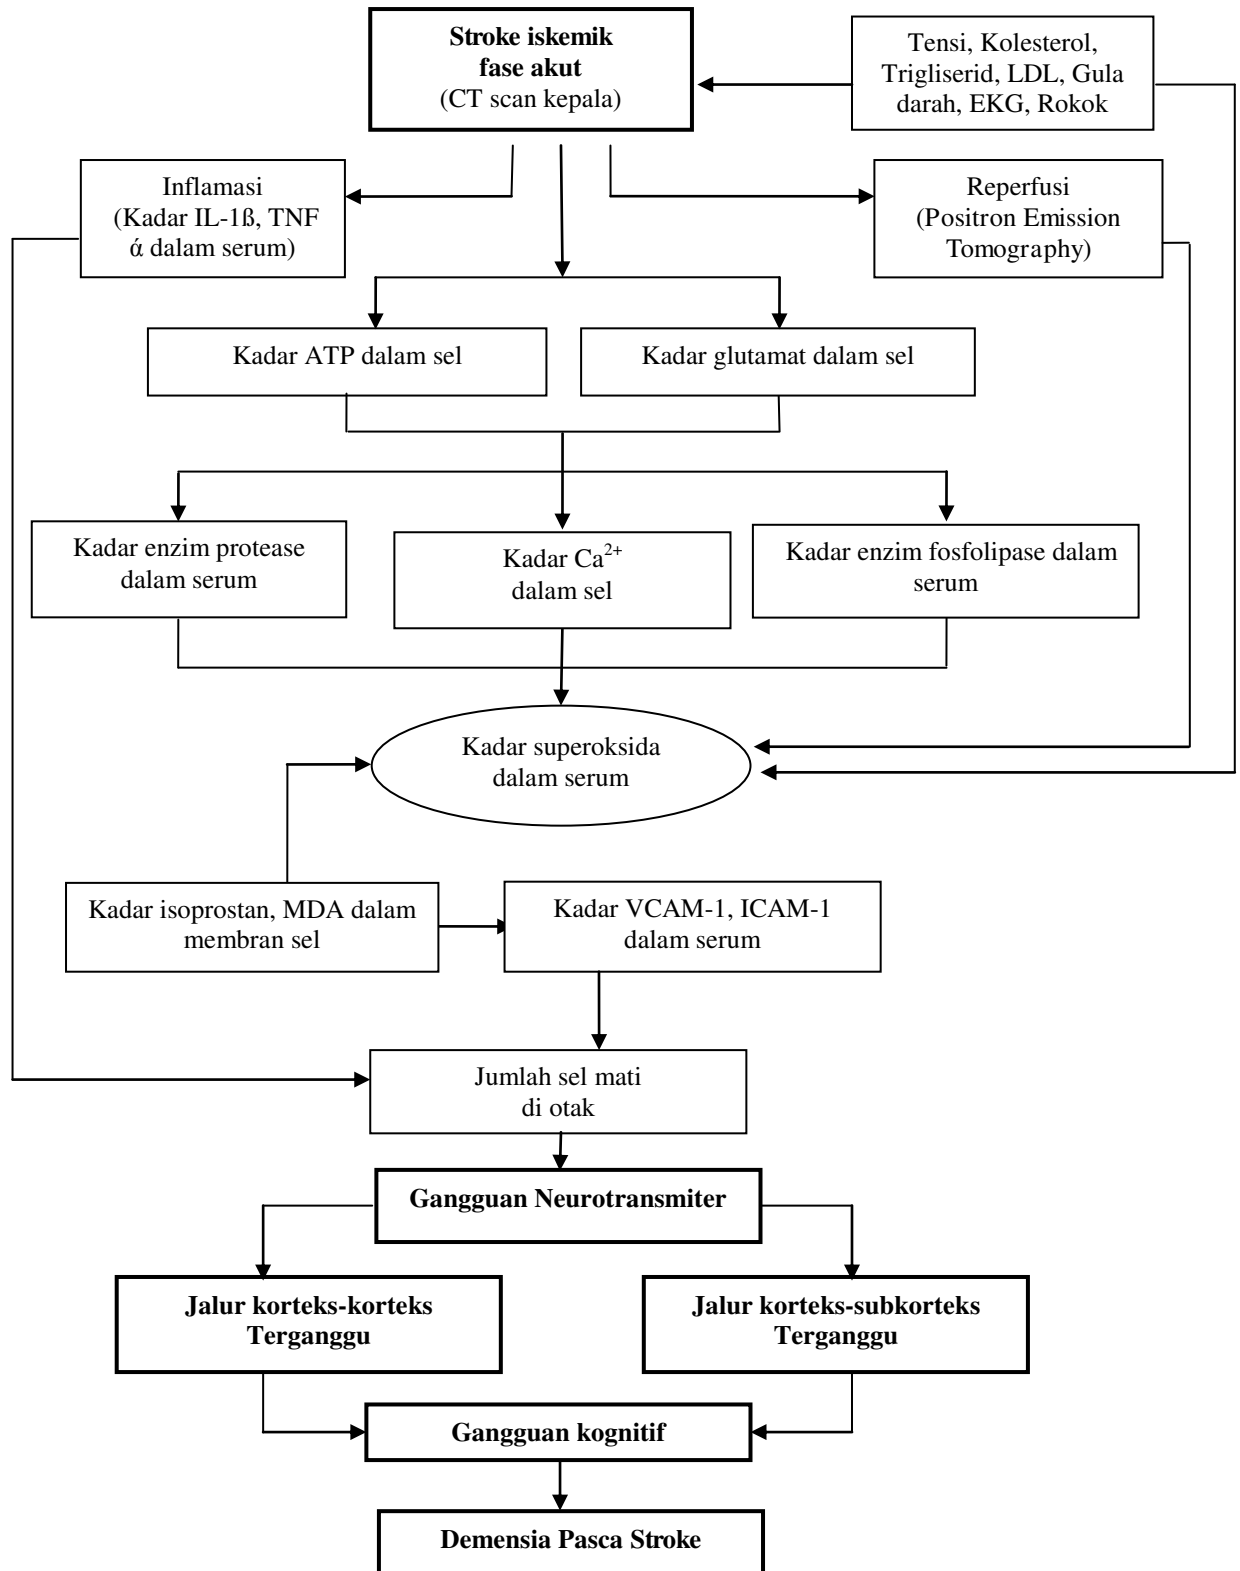 Stroke iskemik
fase akut
(CT scan kepala)
Tensi, Kolesterol,
Trigliserid, LDL, Gula
darah, EKG, Rokok
Inflamasi
(Kadar IL-1ß, TNF
ά dalam serum)
Reperfusi
(Positron Emission
Tomography)
Kadar ATP dalam sel
Kadar glutamat dalam sel
Kadar enzim protease
dalam serum
Kadar Ca²⁺
dalam sel
Kadar enzim fosfolipase dalam
serum
Kadar superoksida
dalam serum
Kadar isoprostan, MDA dalam
membran sel
Kadar VCAM-1, ICAM-1
dalam serum
Jumlah sel mati
di otak
Gangguan Neurotransmiter
Jalur korteks-korteks
Terganggu
Jalur korteks-subkorteks
Terganggu
Gangguan kognitif
Demensia Pasca Stroke